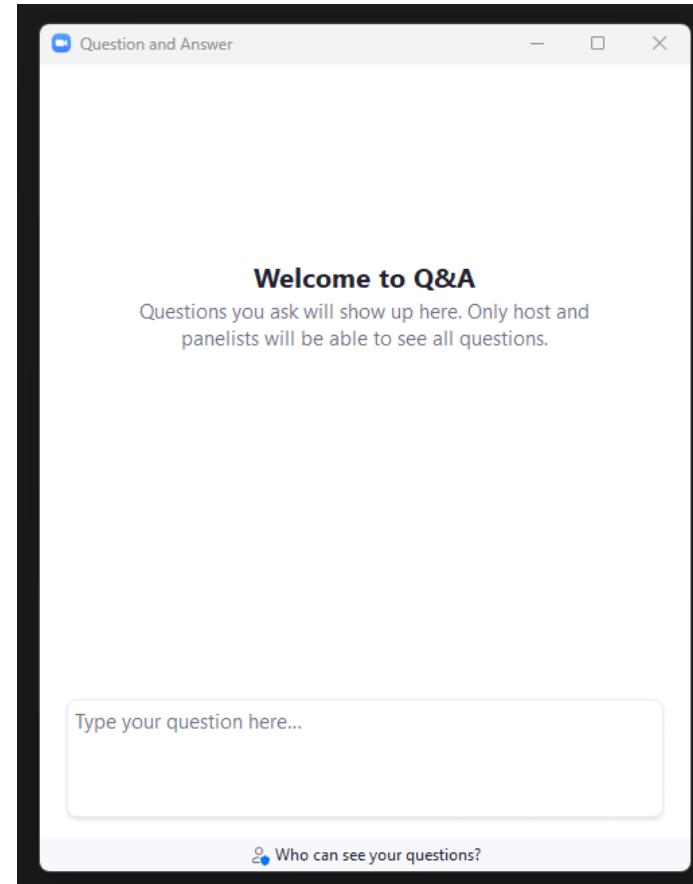 Question and Answer
Welcome to Q&A
Questions you ask will show up here. Only host and
panelists will be able to see all questions.
Type your question here...
Who can see your questions?